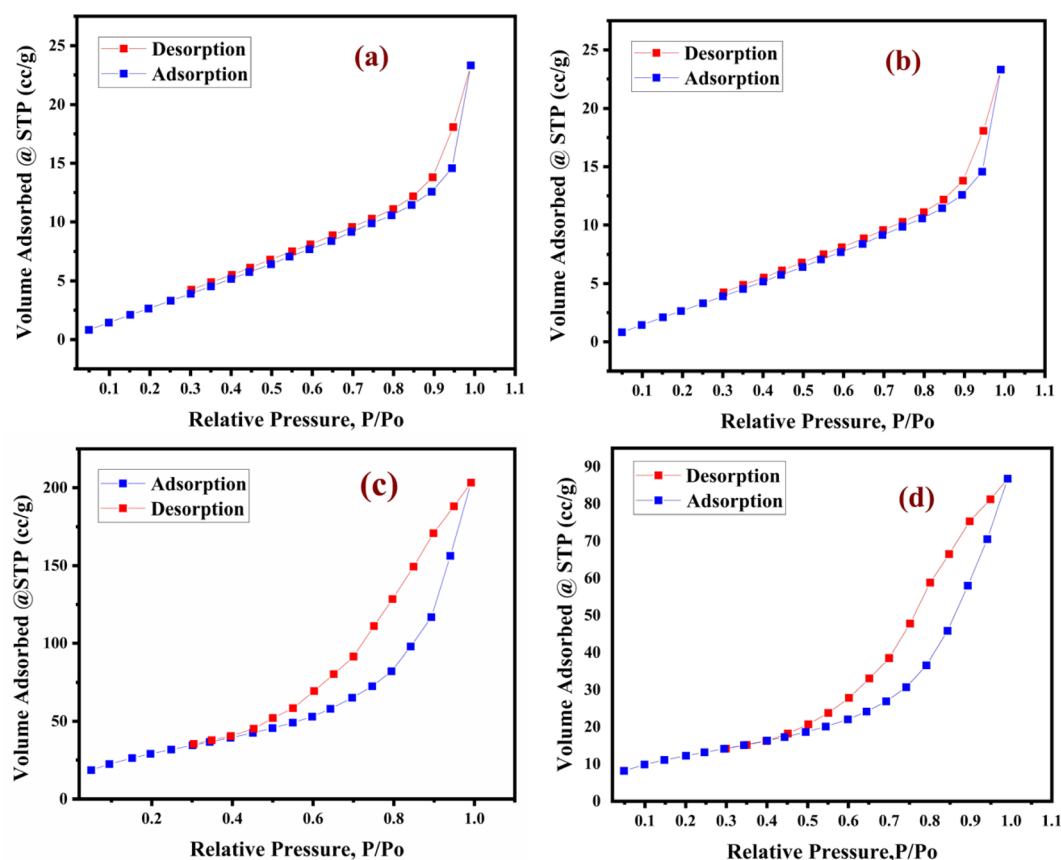 Volume Adsorbed @ STP (cc/g)
25
20
15
10
5
0
Desorption
Adsorption
(a)
0.1 0.2 0.3 0.4 0.5 0.6 0.7 0.8 0.9 1.0 1.1
Relative Pressure, P/Po
Volume Adsorbed @ STP (cc/g)
25
20
15
10
5
0
Desorption
Adsorption
(b)
0.1 0.2 0.3 0.4 0.5 0.6 0.7 0.8 0.9 1.0 1.1
Relative Pressure, P/Po
Volume Adsorbed @STP (cc/g)
200
150
100
50
0
Adsorption
Desorption
(c)
0.2 0.4 0.6 0.8 1.0
Relative Pressure, P/Po
Volume Adsorbed @ STP (cc/g)
90
80
70
60
50
40
30
20
10
0
Desorption
Adsorption
(d)
0.1 0.2 0.3 0.4 0.5 0.6 0.7 0.8 0.9 1.0 1.1
Relative Pressure,P/Po